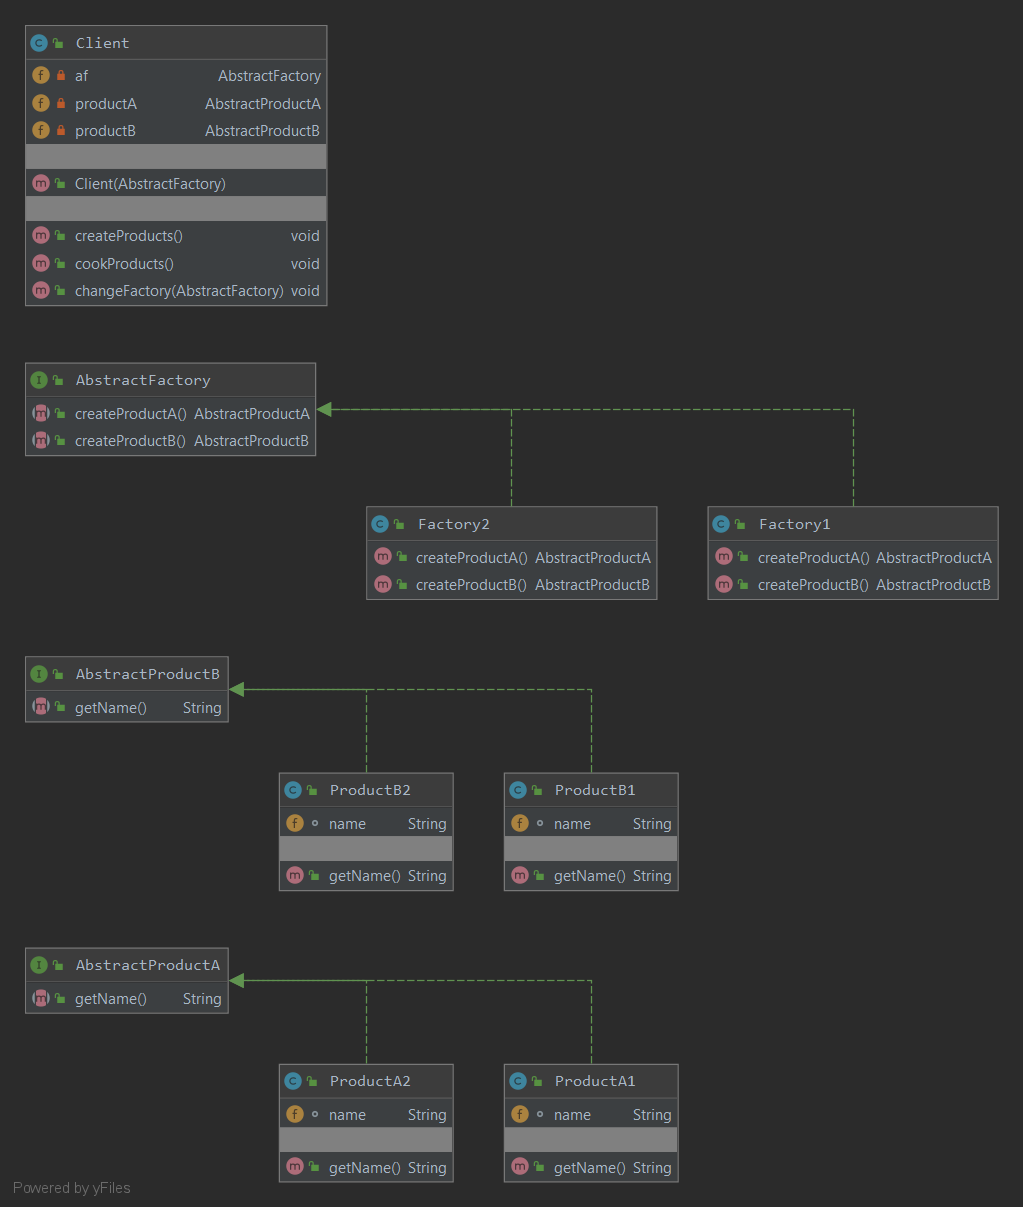 Client
af AbstractFactory
productA AbstractProductA
productB AbstractProductB
Client(AbstractFactory)
createProducts() void
cookProducts() void
changeFactory(AbstractFactory) void
AbstractFactory
createProductA() AbstractProductA
createProductB() AbstractProductB
Factory2
createProductA() AbstractProductA
createProductB() AbstractProductB
Factory1
createProductA() AbstractProductA
createProductB() AbstractProductB
AbstractProductB
getName() String
ProductB2
name String
getName() String
ProductB1
name String
getName() String
AbstractProductA
getName() String
ProductA2
name String
getName() String
ProductA1
name String
getName() String
Powered by yFiles